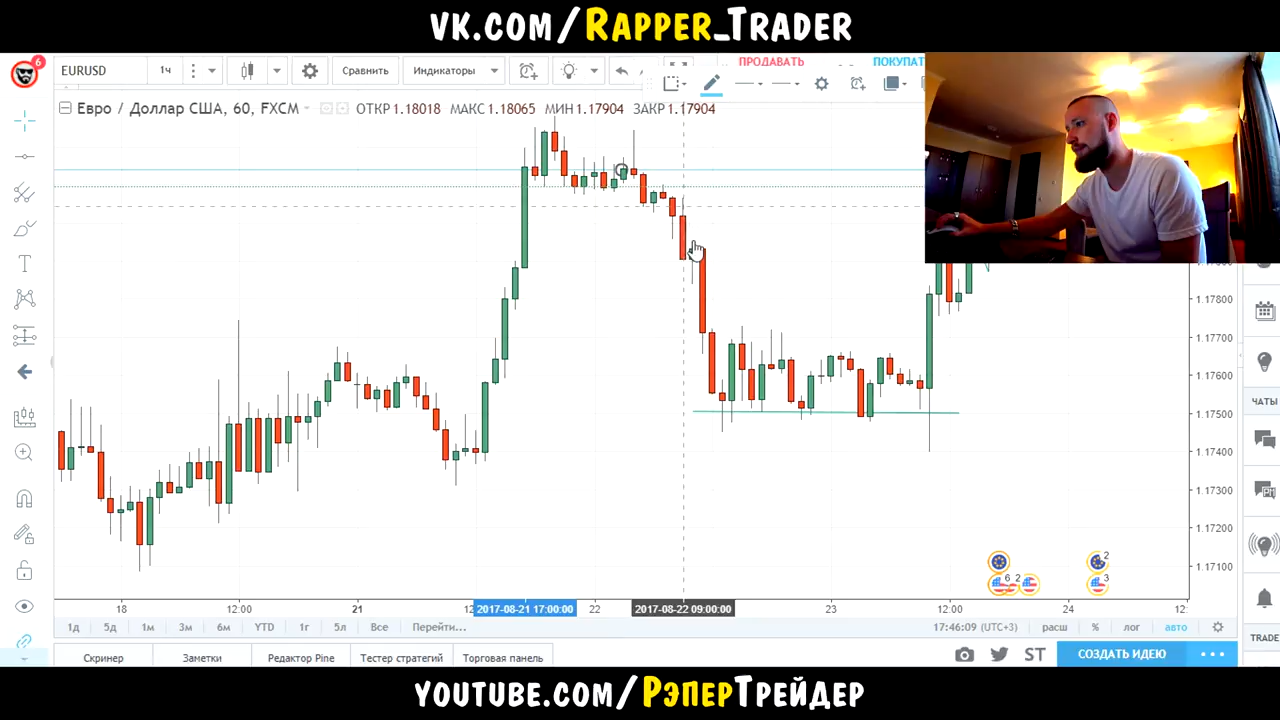 VK.COM/RAPPER_TRADER
6
EURUSD
1ч
Сравнить
Индикаторы
ПРОДАВАТЬ
ПОКУПАТ
Евро / Доллар США, 60, FXCM
ОТКР 1.18018 МАКС 1.18065 МИН 1.17904 ЗАКР 1.17904
1.17800
1.17700
1.17600
1.17500
1.17400
1.17300
1.17200
1.17100
ЧАТЫ
TRADE
2
6
2
3
18
12:00
21
2017-08-21 17:00:00
22
2017-08-22 09:00:00
23
12:00
24
12:
1д
5д
1м
3м
6м
YTD
1г
5л
Все
Перейти...
17:46:09 (UTC+3)
расш
%
лог
авто
Скринер
Заметки
Редактор Pine
Тестер стратегий
Торговая панель
ST
СОЗДАТЬ ИДЕЮ
YOUTUBE.COM/РЭПЕРТРЕЙДЕР